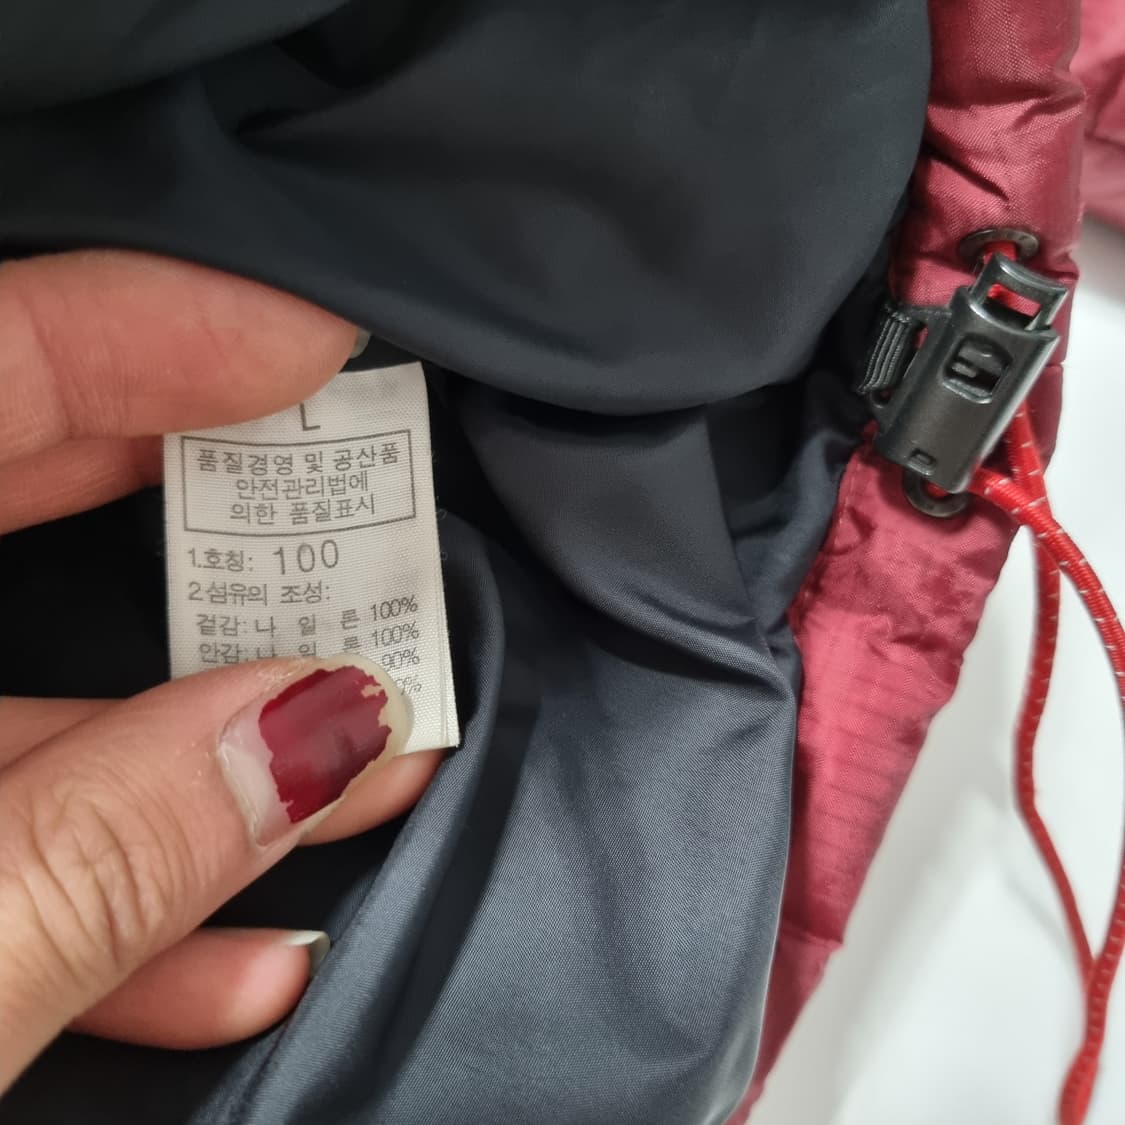 L
품질경영 및 공산품
안전관리법에
의한 품질표시
1.호칭: 100
2섬유의 조성:
겉감: 나 일 론 100%
안감: 나 일 론 100%
90%
0%